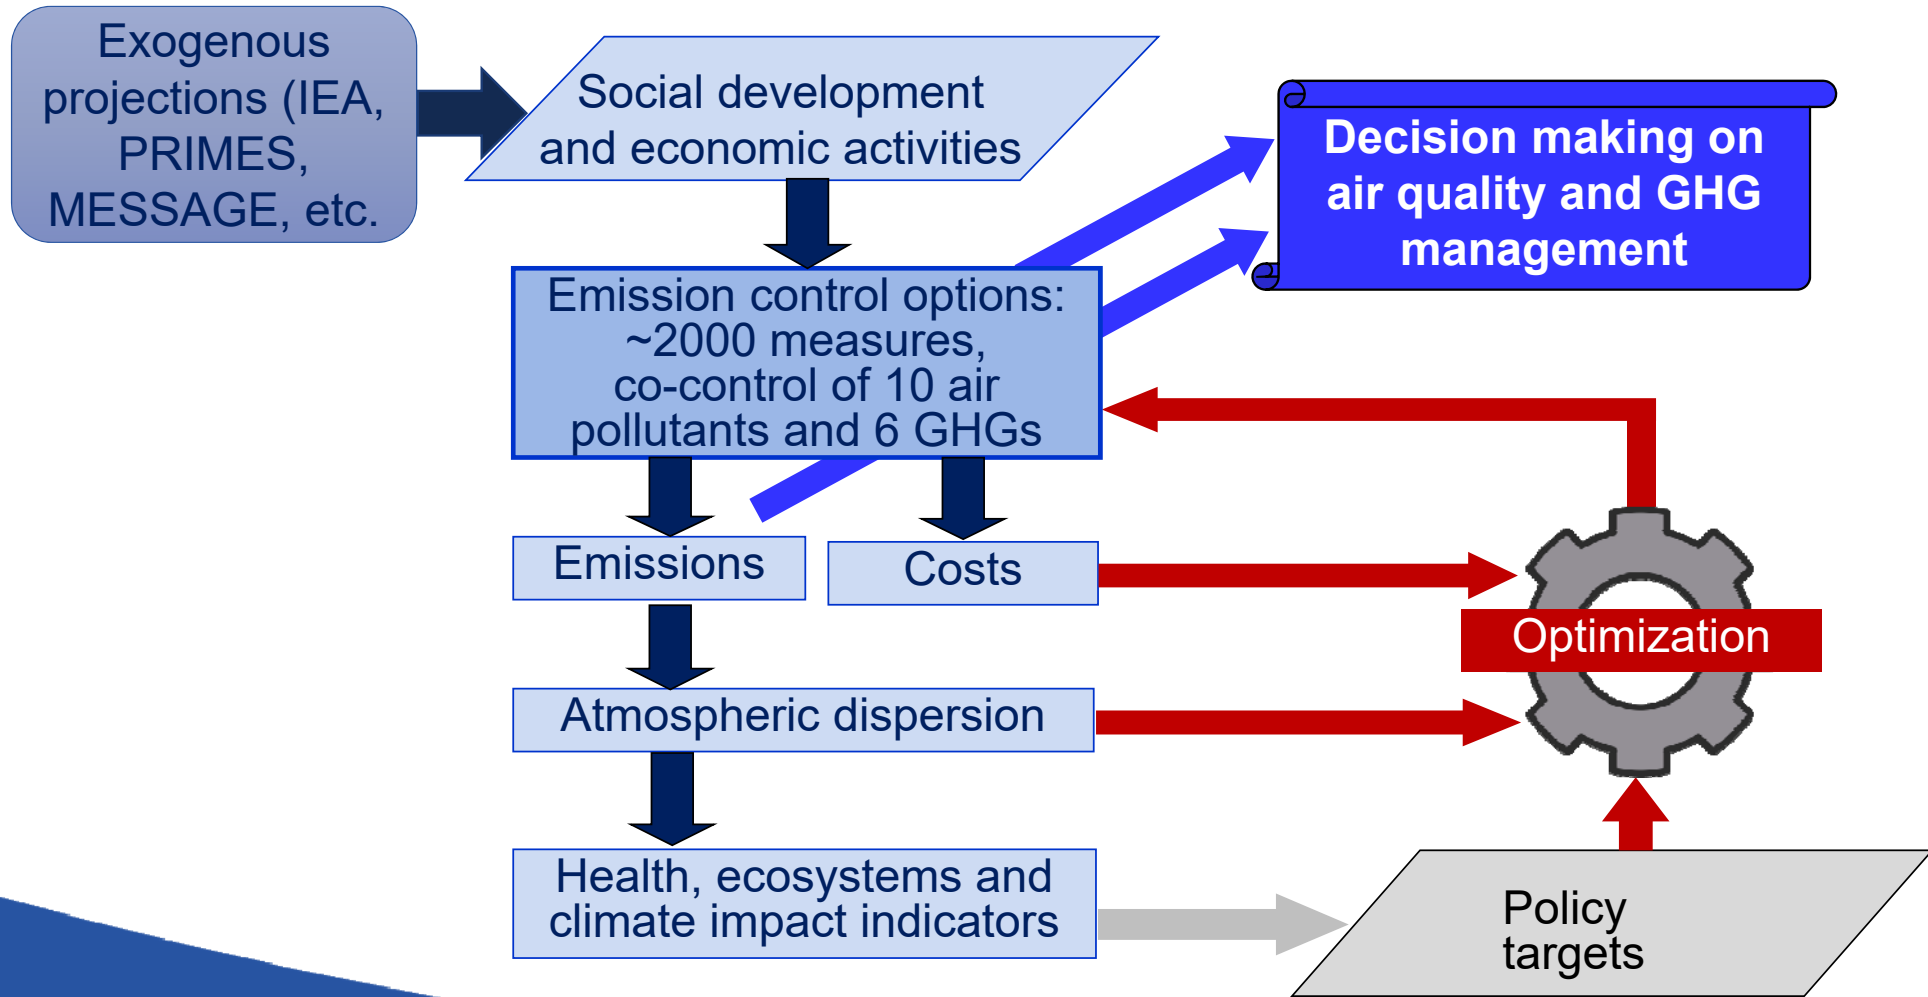 Exogenous
projections (IEA,
PRIMES,
MESSAGE, etc.
Social development
and economic activities
Decision making on
air quality and GHG
management
Emission control options:
~2000 measures,
co-control of 10 air
pollutants and 6 GHGs
Emissions
Costs
Optimization
Atmospheric dispersion
Health, ecosystems and
climate impact indicators
Policy
targets